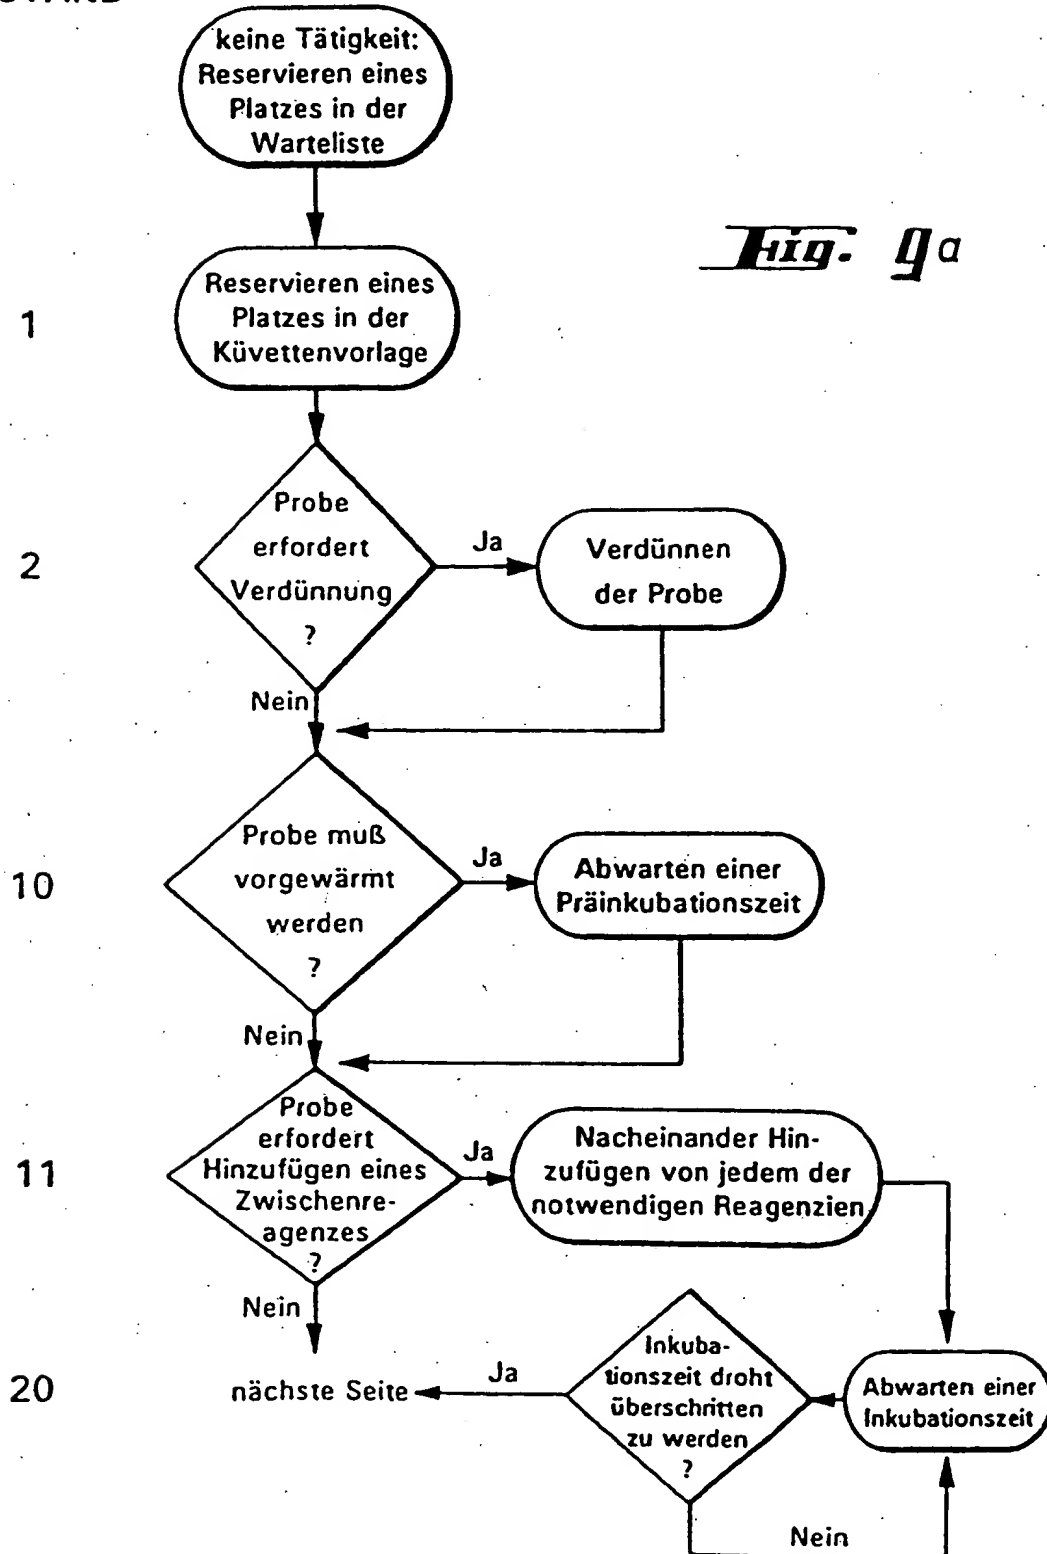 keine Tätigkeit:
Reservieren eines
Platzes in der
Warteliste
Fig. 9a
1
Reservieren eines
Platzes in der
Küvettenvorlage
2
Probe
erfordert
Verdünnung
?
Ja
Verdünnen
der Probe
Nein
10
Probe muß
vorgewärmt
werden
?
Ja
Abwarten einer
Präinkubationszeit
Nein
11
Probe
erfordert
Hinzufügen eines
Zwischenre-
agenzes
?
Ja
Nacheinander Hin-
zufügen von jedem der
notwendigen Reagenzien
Nein
20
nächste Seite
Ja
Inkuba-
tionszeit droht
überschritten
zu werden
?
Abwarten einer
Inkubationszeit
Nein